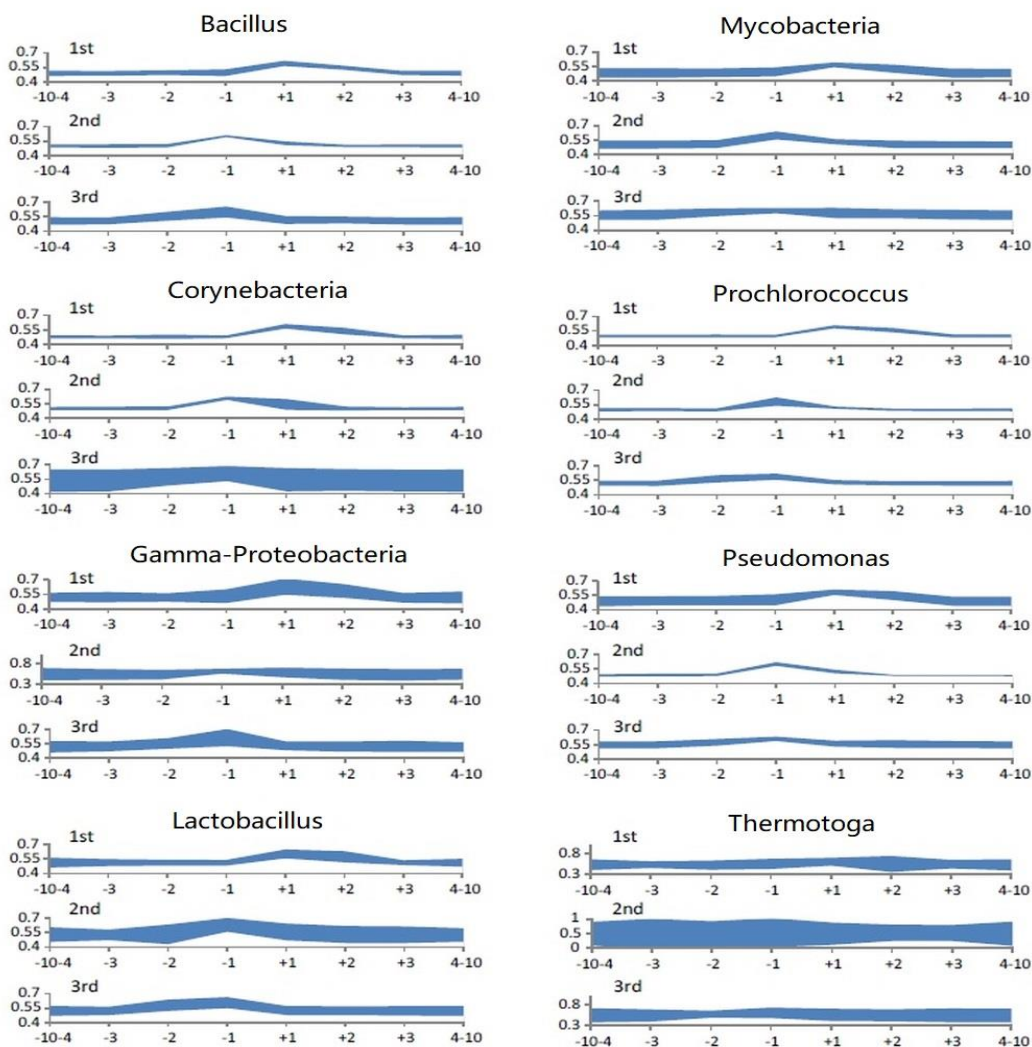 Bacillus
1st
0.7
0.55
0.4
-10-4 -3 -2 -1 +1 +2 +3 4-10
2nd
0.7
0.55
0.4
-10-4 -3 -2 -1 +1 +2 +3 4-10
3rd
0.7
0.55
0.4
-10-4 -3 -2 -1 +1 +2 +3 4-10
Mycobacteria
1st
0.7
0.55
0.4
-10-4 -3 -2 -1 +1 +2 +3 4-10
2nd
0.7
0.55
0.4
-10-4 -3 -2 -1 +1 +2 +3 4-10
3rd
0.7
0.55
0.4
-10-4 -3 -2 -1 +1 +2 +3 4-10
Corynebacteria
1st
0.7
0.55
0.4
-10-4 -3 -2 -1 +1 +2 +3 4-10
2nd
0.7
0.55
0.4
-10-4 -3 -2 -1 +1 +2 +3 4-10
3rd
0.7
0.55
0.4
-10-4 -3 -2 -1 +1 +2 +3 4-10
Prochlorococcus
1st
0.7
0.55
0.4
-10-4 -3 -2 -1 +1 +2 +3 4-10
2nd
0.7
0.55
0.4
-10-4 -3 -2 -1 +1 +2 +3 4-10
3rd
0.7
0.55
0.4
-10-4 -3 -2 -1 +1 +2 +3 4-10
Gamma-Proteobacteria
1st
0.7
0.55
0.4
-10-4 -3 -2 -1 +1 +2 +3 4-10
2nd
0.8
0.3
-10-4 -3 -2 -1 +1 +2 +3 4-10
3rd
0.7
0.55
0.4
-10-4 -3 -2 -1 +1 +2 +3 4-10
Pseudomonas
1st
0.7
0.55
0.4
-10-4 -3 -2 -1 +1 +2 +3 4-10
2nd
0.7
0.55
0.4
-10-4 -3 -2 -1 +1 +2 +3 4-10
3rd
0.7
0.55
0.4
-10-4 -3 -2 -1 +1 +2 +3 4-10
Lactobacillus
1st
0.7
0.55
0.4
-10-4 -3 -2 -1 +1 +2 +3 4-10
2nd
0.7
0.55
0.4
-10-4 -3 -2 -1 +1 +2 +3 4-10
3rd
0.7
0.55
0.4
-10-4 -3 -2 -1 +1 +2 +3 4-10
Thermotoga
1st
0.8
0.3
-10-4 -3 -2 -1 +1 +2 +3 4-10
2nd
1
0.5
0
-10-4 -3 -2 -1 +1 +2 +3 4-10
3rd
0.8
0.3
-10-4 -3 -2 -1 +1 +2 +3 4-10